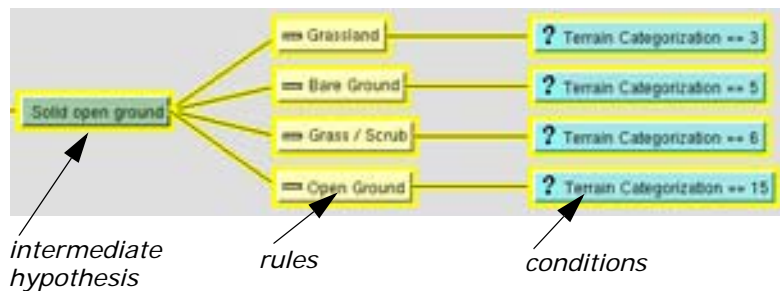 Grassland
? Terrain Categorization == 3
Bare Ground
? Terrain Categorization == 5
Solid open ground
Grass / Scrub
? Terrain Categorization == 6
Open Ground
? Terrain Categorization == 15
intermediate
hypothesis
rules
conditions